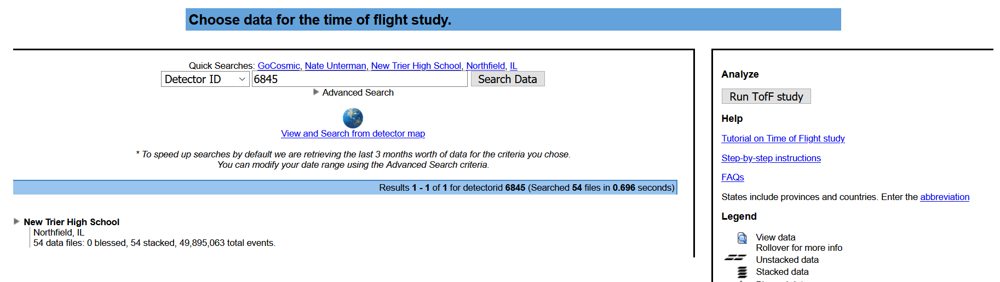 Choose data for the time of flight study.
Quick Searches: GoCosmic, Nate Unterman, New Trier High School, Northfield, IL
Detector ID 6845 Search Data
Advanced Search
View and Search from detector map
* To speed up searches by default we are retrieving the last 3 months worth of data for the criteria you chose.
You can modify your date range using the Advanced Search criteria.
Results 1 - 1 of 1 for detectorid 6845 (Searched 54 files in 0.696 seconds)
New Trier High School
Northfield, IL
54 data files: 0 blessed, 54 stacked, 49,895,063 total events.
Analyze
Run TofF study
Help
Tutorial on Time of Flight study
Step-by-step instructions
FAQs
States include provinces and countries. Enter the abbreviation
Legend
View data
Rollover for more info
Unstacked data
Stacked data